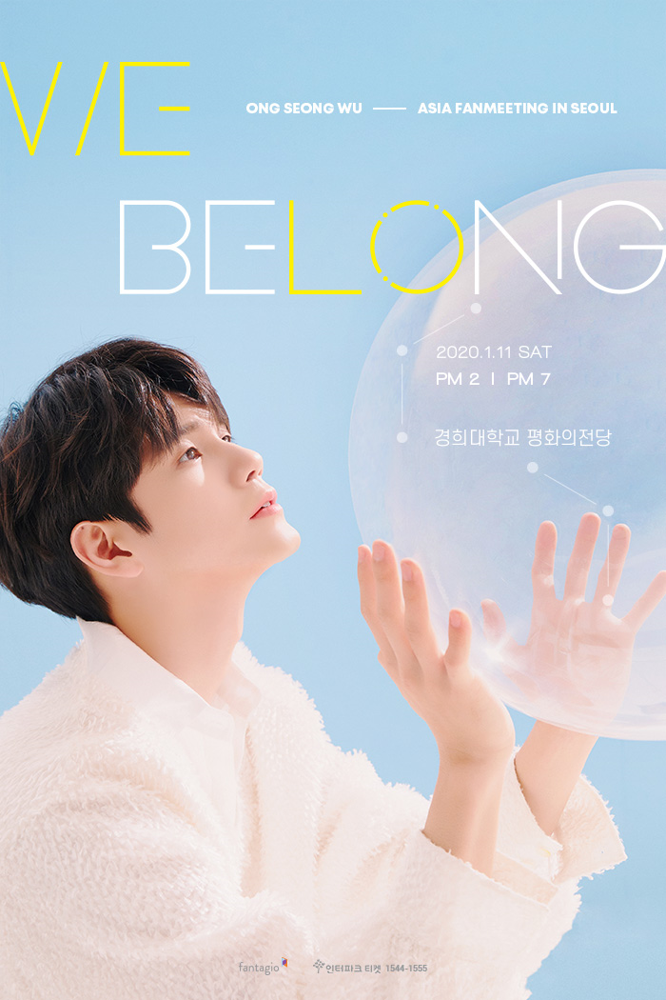 WE
ONG SEONG WU — ASIA FANMEETING IN SEOUL
BELONG
2020.1.11 SAT
PM 2 | PM 7
경희대학교 평화의전당
fantagio 인터파크 티켓 1544-1555